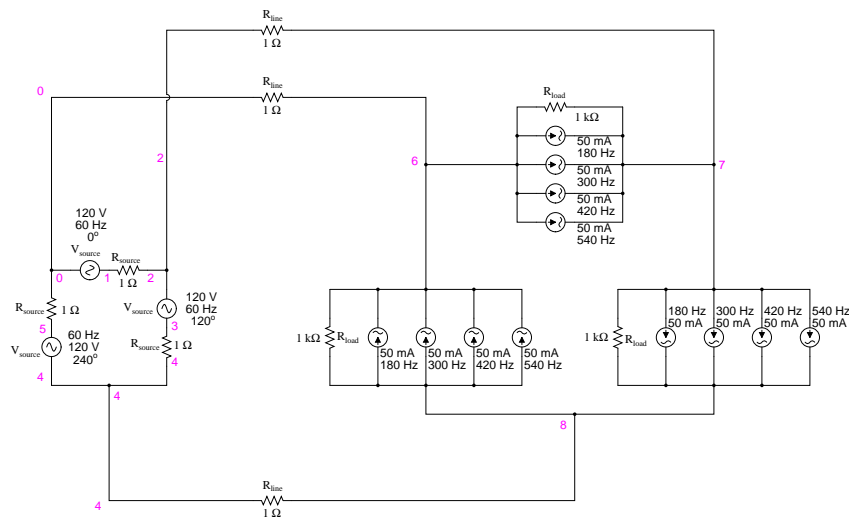 R_line
1 Ω
R_line
1 Ω
0
R_load
1 kΩ
50 mA
180 Hz
50 mA
300 Hz
50 mA
420 Hz
50 mA
540 Hz
6
7
2
120 V
60 Hz
0°
V_source
R_source
0
1
1 Ω
2
R_source
1 Ω
5
V_source
60 Hz
120 V
240°
4
V_source
120 V
60 Hz
120°
3
R_source
1 Ω
4
4
1 kΩ
R_load
50 mA
180 Hz
50 mA
300 Hz
50 mA
420 Hz
50 mA
540 Hz
1 kΩ
R_load
180 Hz
50 mA
300 Hz
50 mA
420 Hz
50 mA
540 Hz
50 mA
8
4
R_line
1 Ω